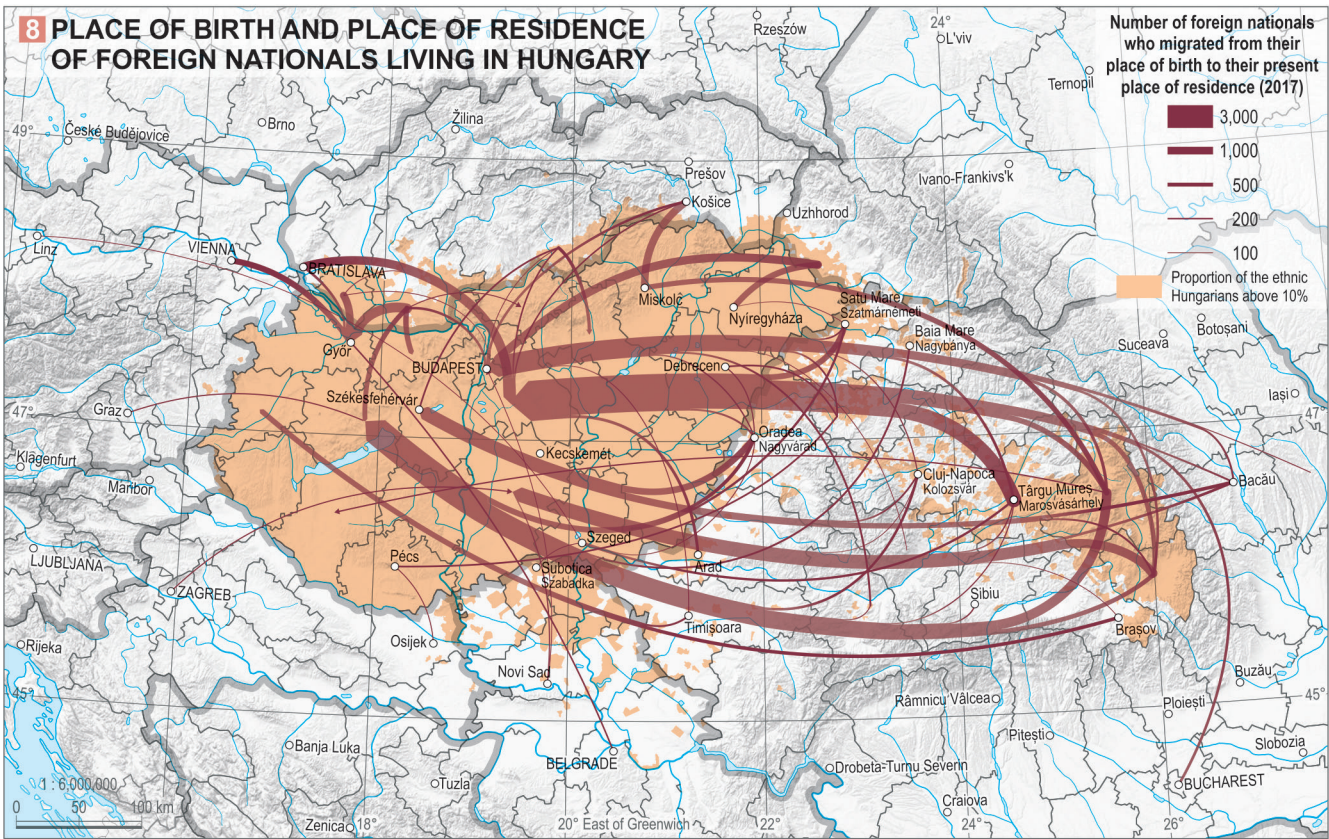 8 PLACE OF BIRTH AND PLACE OF RESIDENCE
OF FOREIGN NATIONALS LIVING IN HUNGARY
Number of foreign nationals
who migrated from their
place of birth to their present
place of residence (2017)
3,000
1,000
500
200
100
Proportion of the ethnic
Hungarians above 10%
24°
Rzeszów
L'viv
Ternopil
49°
České Budějovice
Brno
Žilina
Prešov
Ivano-Frankivs'k
Košice
Uzhhorod
Linz
VIENNA
BRATISLAVA
Miskolc
Nyíregyháza
Satu Mare
Szatmárnémeti
Botoșani
Suceava
Baia Mare
Nagybánya
Győr
BUDAPEST
Debrecen
Iași
Székesfehérvár
47°
Graz
47°
Oradea
Nagyvárad
Kecskemét
Klagenfurt
Maribor
Cluj-Napoca
Kolozsvár
Târgu Mureș
Marosvásárhely
Bacău
LJUBLJANA
Pécs
Szeged
Arad
Subotica
Szabadka
ZAGREB
Sibiu
Timișoara
Brașov
Rijeka
Osijek
Novi Sad
Buzău
45°
Râmnicu Vâlcea
45°
Ploiești
Pitești
Banja Luka
BELGRADE
Slobozia
Drobeta-Turnu Severin
BUCHAREST
Tuzla
1 : 6,000,000
0 50 100 km
Craiova
Zenica
18°
20° East of Greenwich
22°
24°
26°